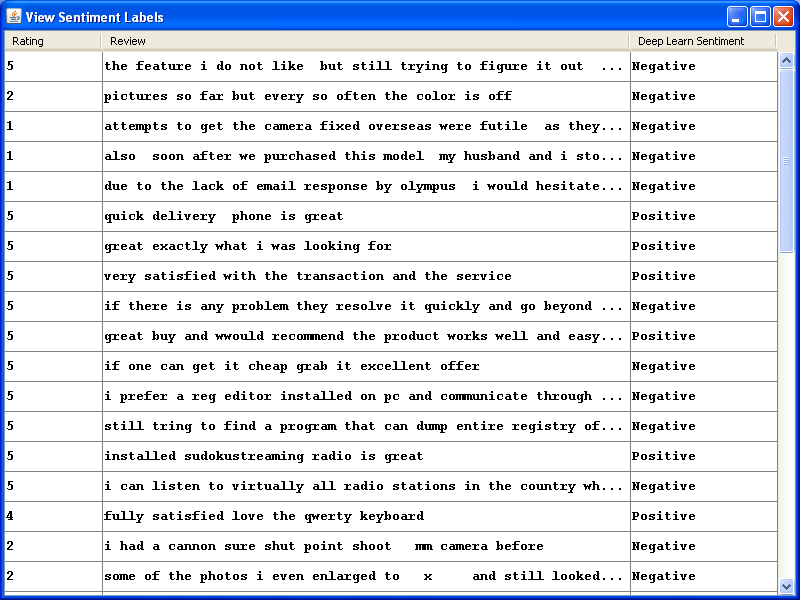 View Sentiment Labels
Rating Review Deep Learn Sentiment
5 the feature i do not like  but still trying to figure it out  ... Negative
2 pictures so far but every so often the color is off Negative
1 attempts to get the camera fixed overseas were futile  as they... Negative
1 also  soon after we purchased this model  my husband and i sto... Negative
1 due to the lack of email response by olympus  i would hesitate... Negative
5 quick delivery  phone is great Positive
5 great exactly what i was looking for Positive
5 very satisfied with the transaction and the service Positive
5 if there is any problem they resolve it quickly and go beyond ... Negative
5 great buy and wwould recommend the product works well and easy... Positive
5 if one can get it cheap grab it excellent offer Negative
5 i prefer a reg editor installed on pc and communicate through ... Negative
5 still tring to find a program that can dump entire registry of... Negative
5 installed sudokustreaming radio is great Positive
5 i can listen to virtually all radio stations in the country wh... Negative
4 fully satisfied love the qwerty keyboard Positive
2 i had a cannon sure shut point shoot   mm camera before Negative
2 some of the photos i even enlarged to   x     and still looked... Negative